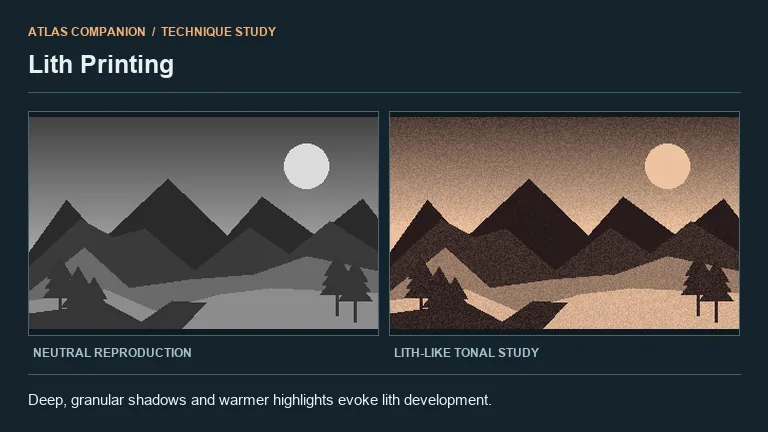 ATLAS COMPANION / TECHNIQUE STUDY
Lith Printing
NEUTRAL REPRODUCTION
LITH-LIKE TONAL STUDY
Deep, granular shadows and warmer highlights evoke lith development.